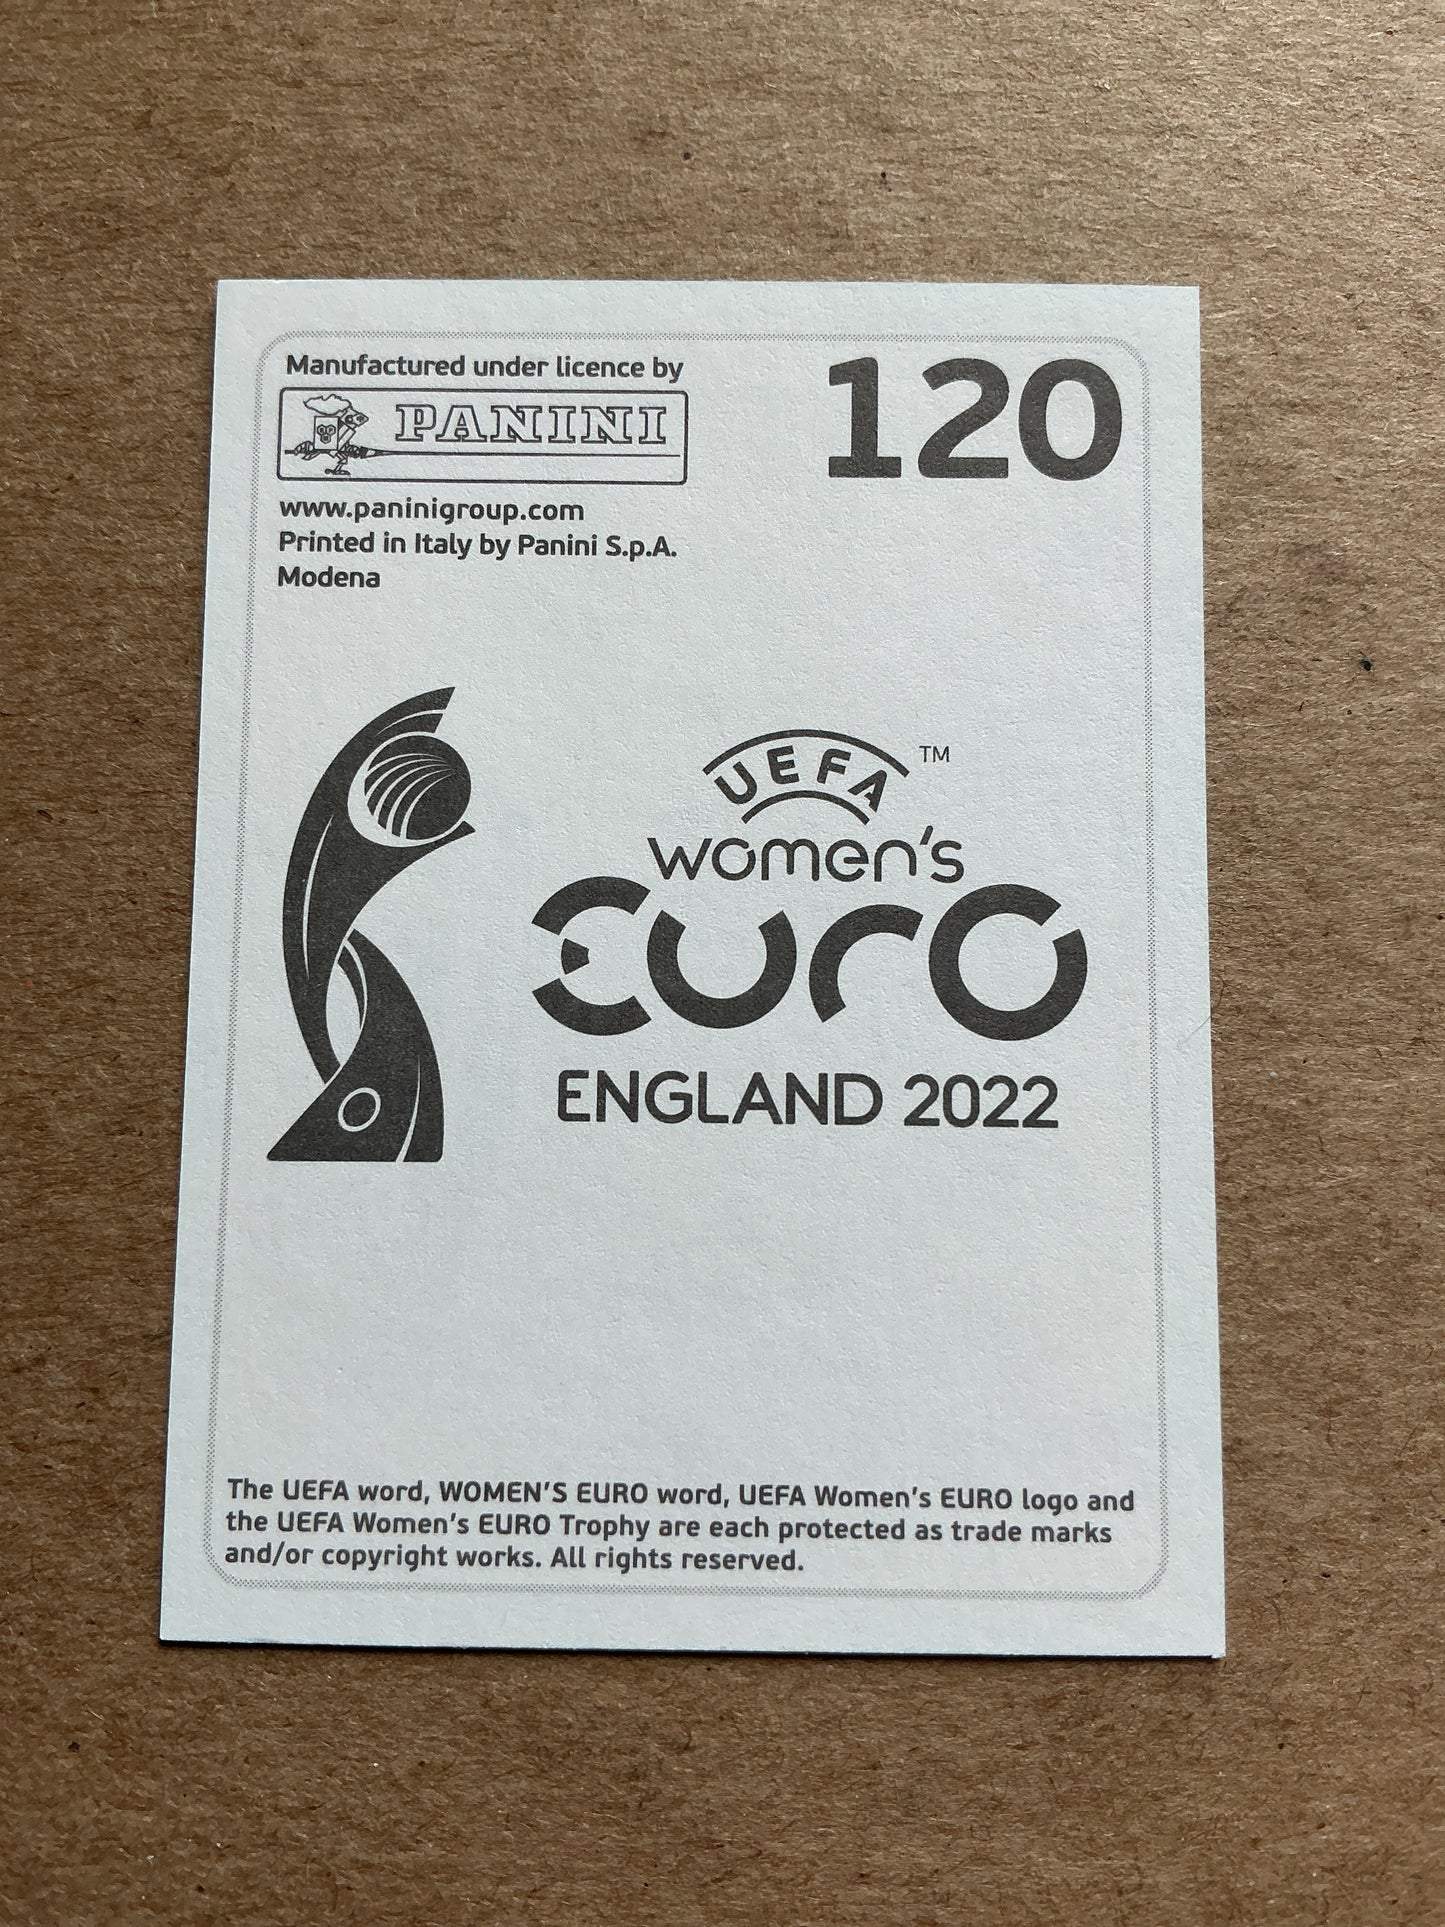 Manufactured under licence by
PANINI
120
www.paninigroup.com
Printed in Italy by Panini S.p.A.
Modena
UEFA ™
women's
EURO
ENGLAND 2022
The UEFA word, WOMEN'S EURO word, UEFA Women's EURO logo and
the UEFA Women's EURO Trophy are each protected as trade marks
and/or copyright works. All rights reserved.